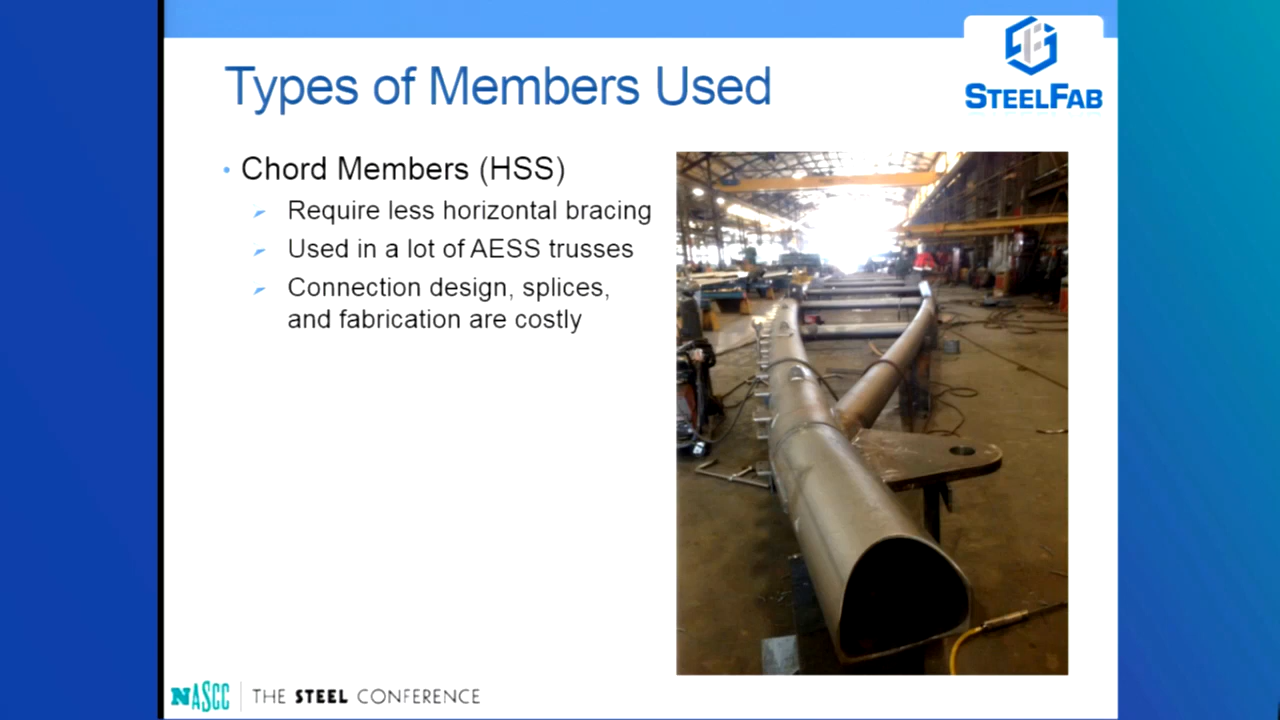 Types of Members Used
STEELFAB
• Chord Members (HSS)
Require less horizontal bracing
Used in a lot of AESS trusses
Connection design, splices,
and fabrication are costly
NASCC THE STEEL CONFERENCE